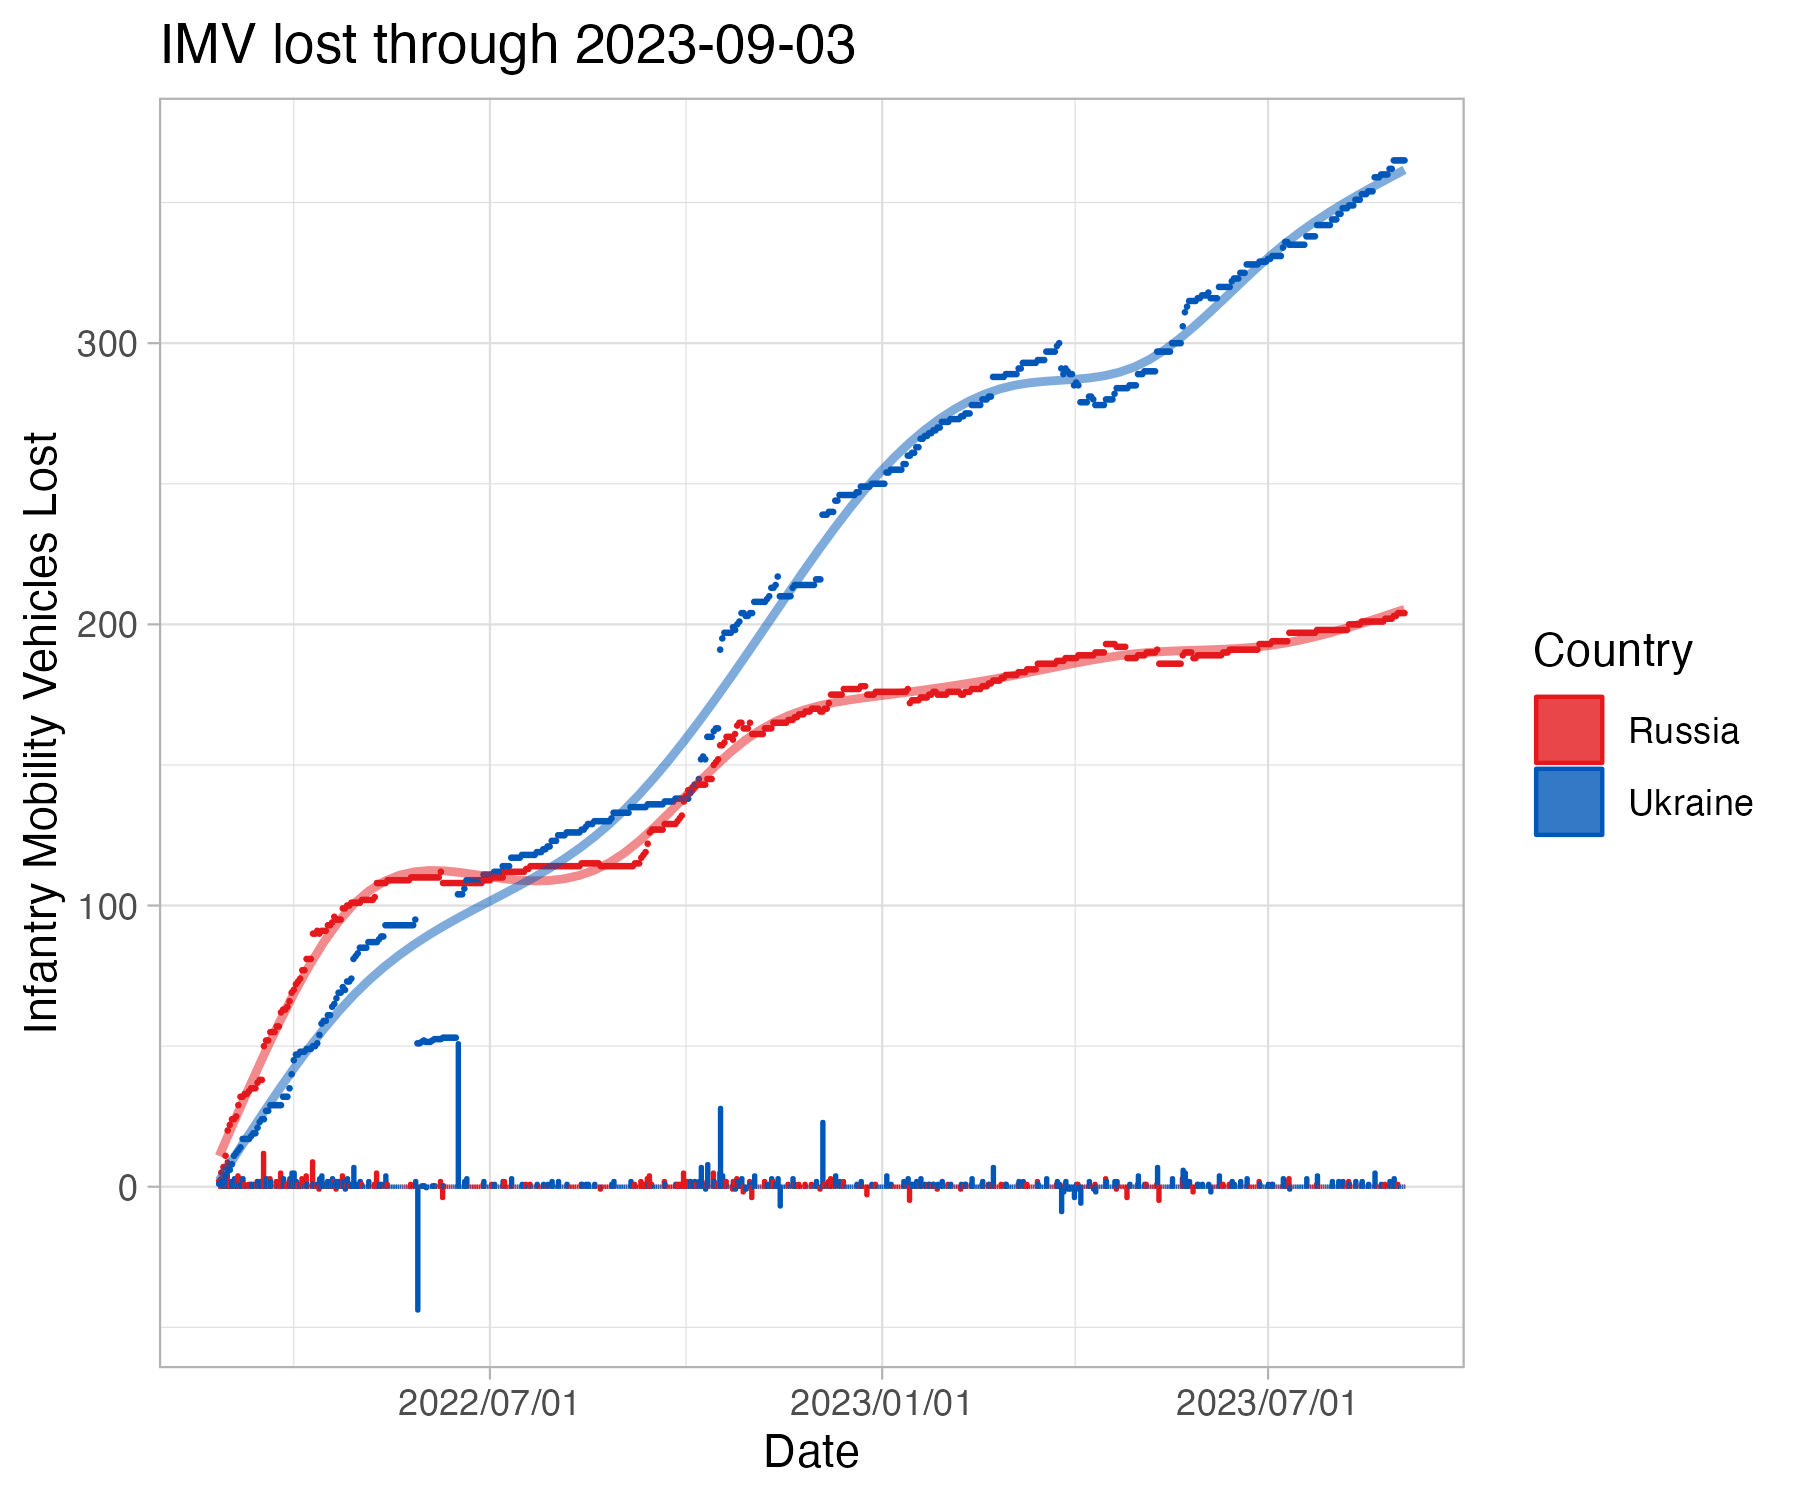 IMV lost through 2023-09-03
Infantry Mobility Vehicles Lost
300
200
100
0
2022/07/01
2023/01/01
2023/07/01
Date
Country
Russia
Ukraine